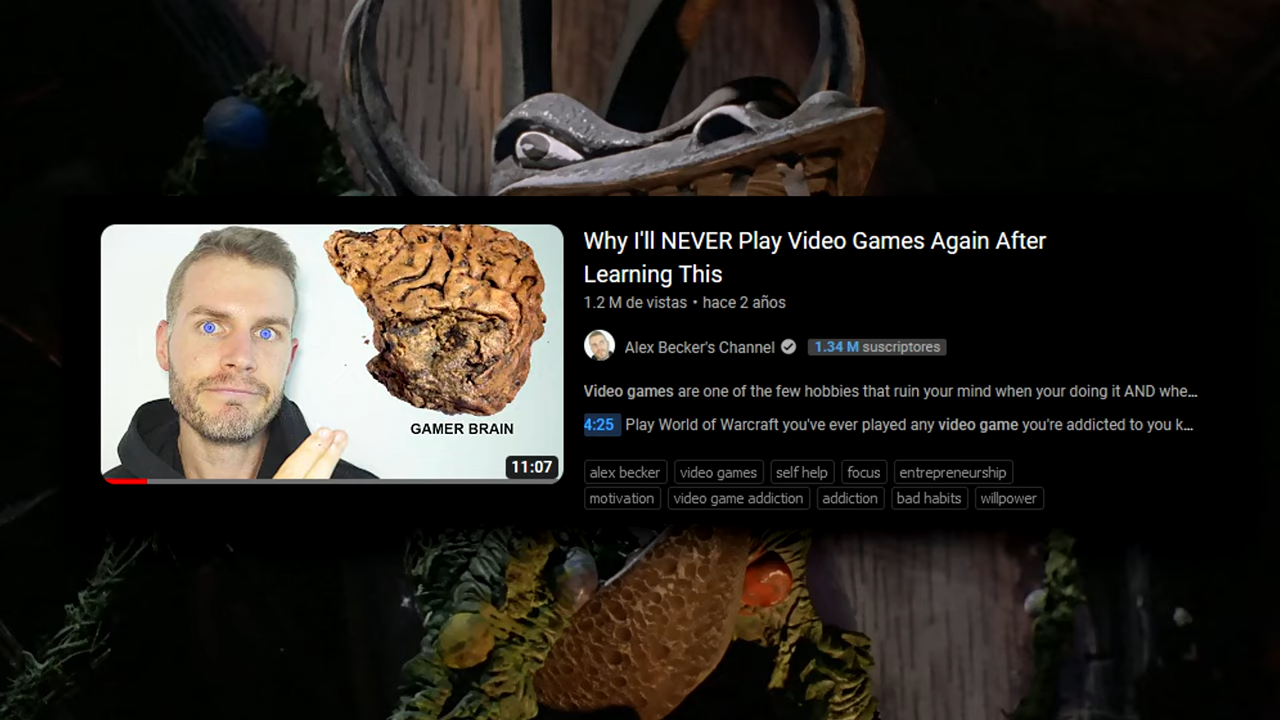 Why I'll NEVER Play Video Games Again After
Learning This
1.2 M de vistas • hace 2 años
Alex Becker's Channel 1.34 M suscriptores
Video games are one of the few hobbies that ruin your mind when your doing it AND whe...
4:25 Play World of Warcraft you've ever played any video game you're addicted to you k...
GAMER BRAIN
11:07
alex becker video games self help focus entrepreneurship
motivation video game addiction addiction bad habits willpower